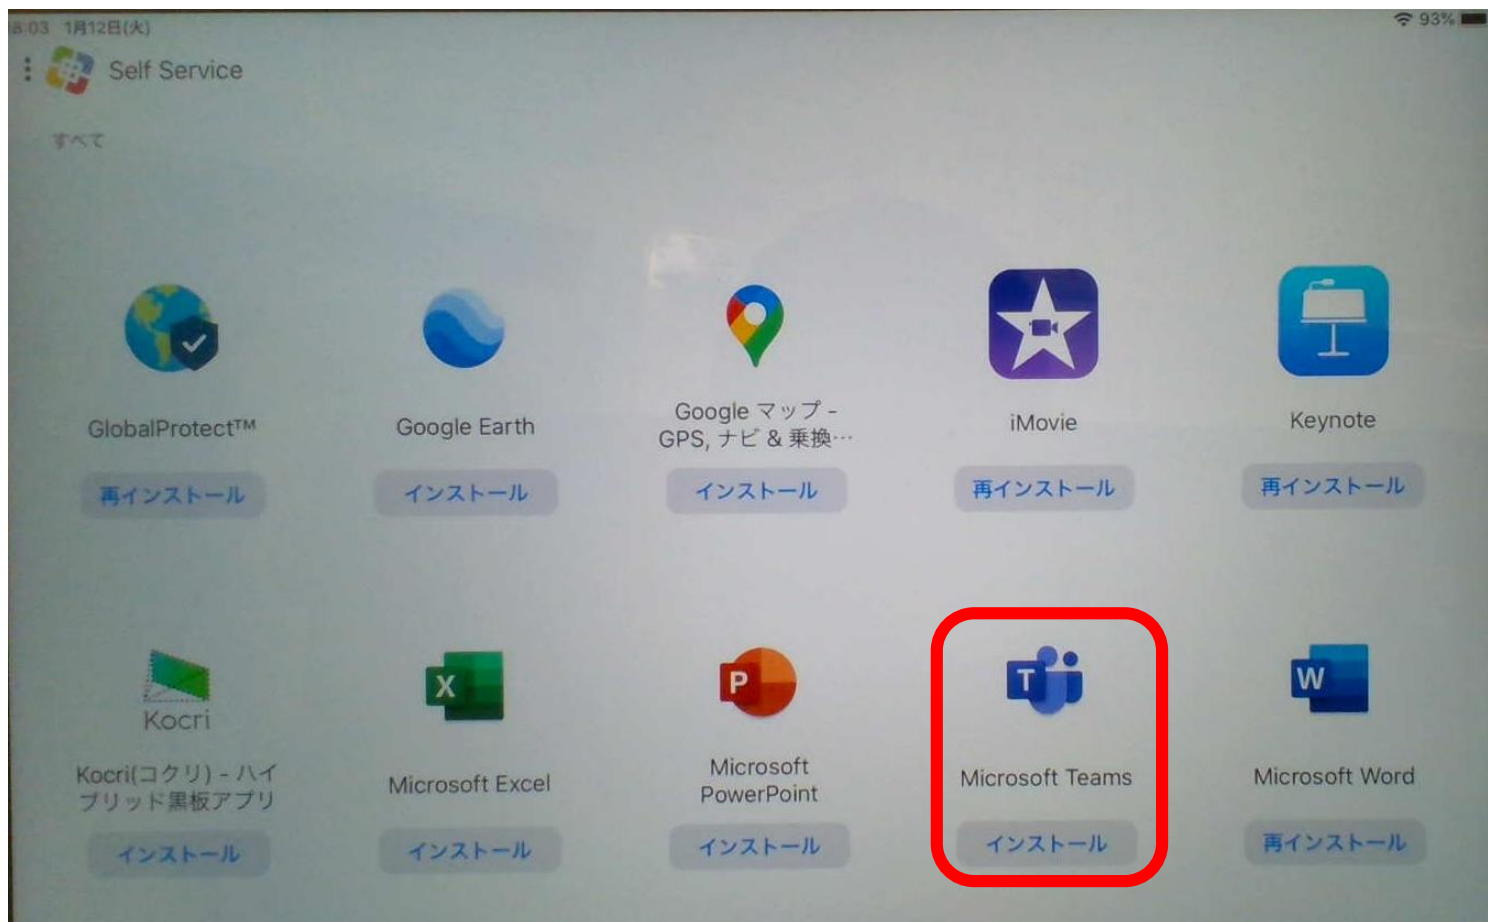 8:03 1月12日(火)
93%
Self Service
すべて
GlobalProtect™
Google Earth
Google マップ -
GPS, ナビ & 乗換…
iMovie
Keynote
再インストール
インストール
インストール
再インストール
再インストール
Kocri
X
P
T
W
Kocri(コクリ) - ハイ
ブリッド黒板アプリ
Microsoft Excel
Microsoft
PowerPoint
Microsoft Teams
Microsoft Word
インストール
インストール
インストール
インストール
再インストール